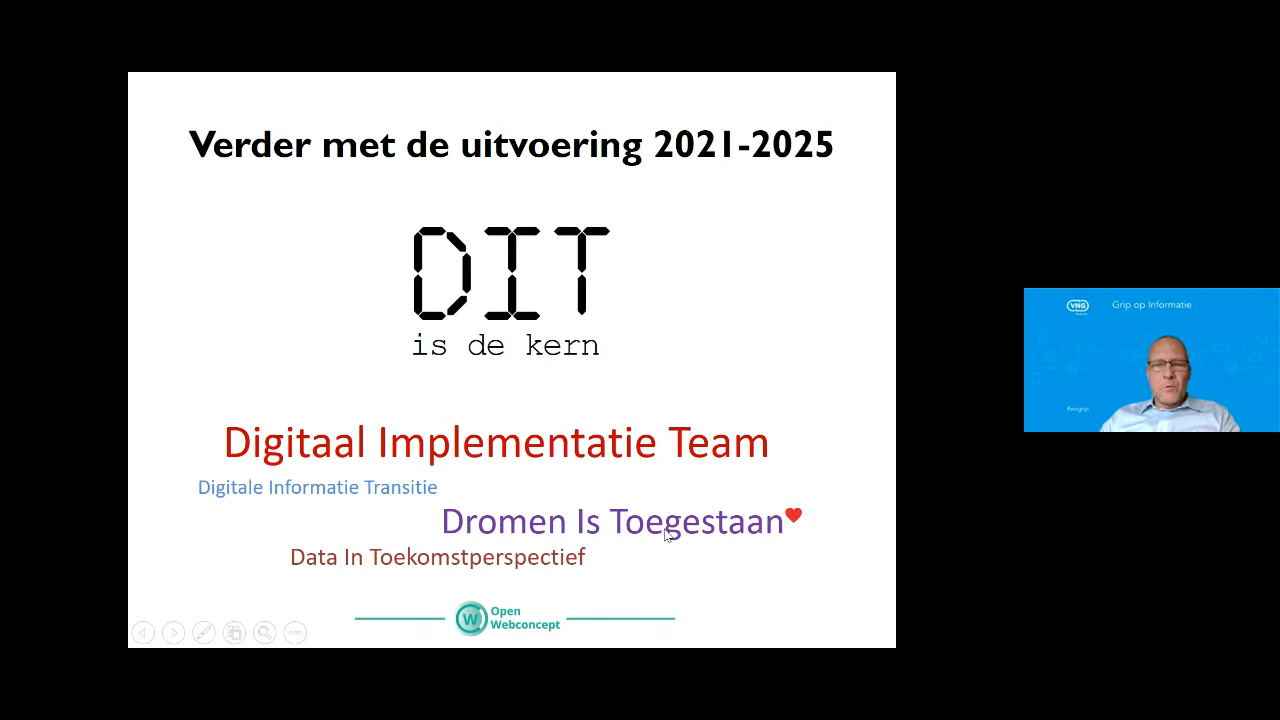 Verder met de uitvoering 2021-2025
DIT
is de kern
Digitaal Implementatie Team
Digitale Informatie Transitie
Dromen Is Toegestaan
Data In Toekomstperspectief
W
Open
Webconcept
VNG
Grip op Informatie